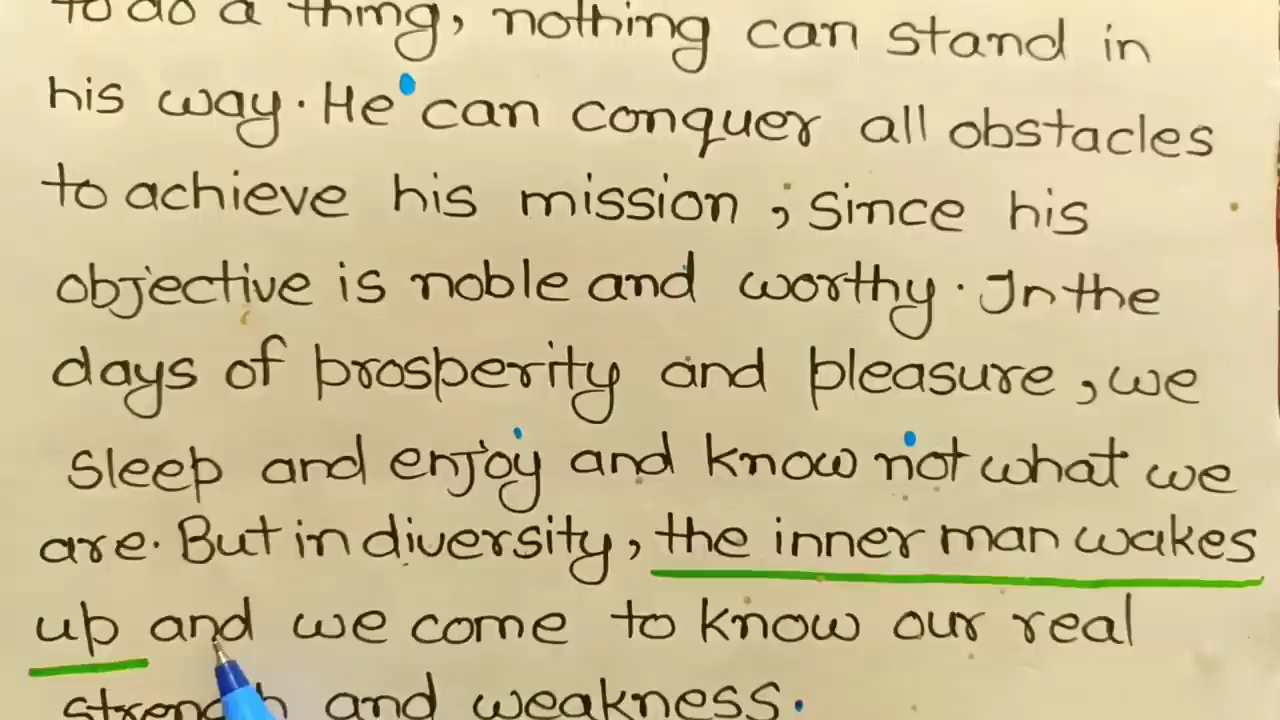 to do a thing, nothing can stand in
his way. He can conquer all obstacles
to achieve his mission ; since his
objective is noble and worthy. In the
days of prosperity and pleasure, we
sleep and enjoy and know not what we
are. But in diversity, the inner man wakes
up and we come to know our real
strength and weakness.